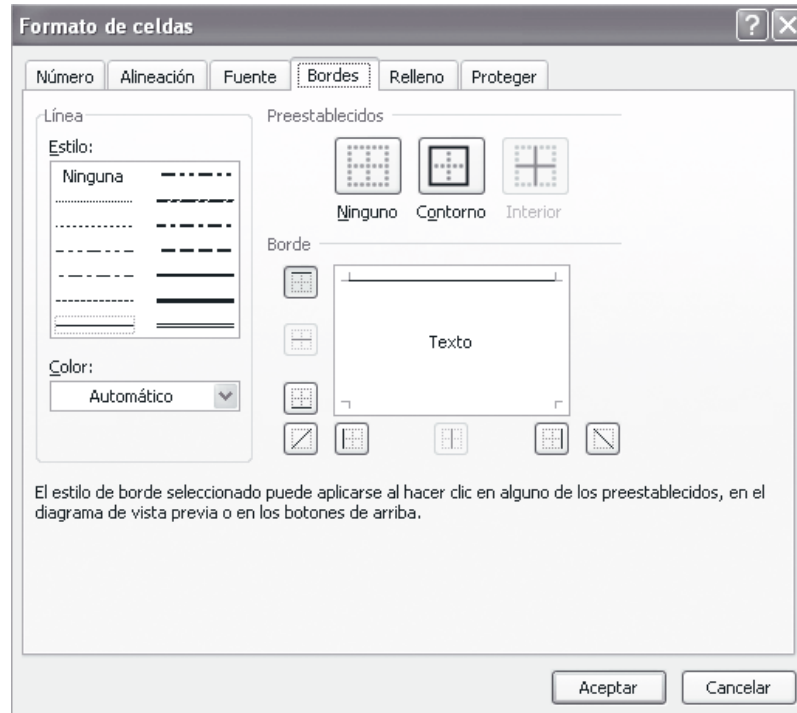 Formato de celdas
Número Alineación Fuente Bordes Relleno Proteger
Línea
Estilo:
Ninguna
Color:
Automático
Preestablecidos
Ninguno Contorno Interior
Borde
Texto
El estilo de borde seleccionado puede aplicarse al hacer clic en alguno de los preestablecidos, en el
diagrama de vista previa o en los botones de arriba.
Aceptar Cancelar